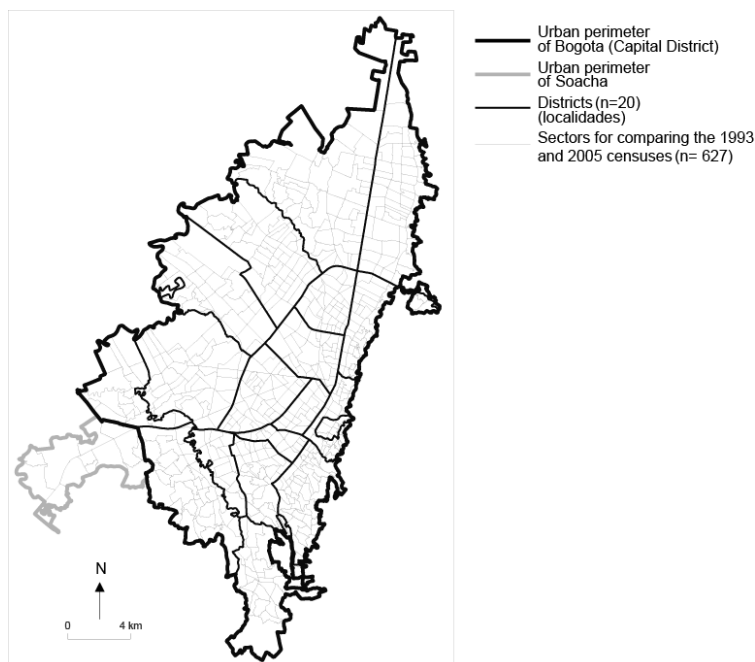 Urban perimeter
of Bogota (Capital District)
Urban perimeter
of Soacha
Districts (n=20)
(localidades)
Sectors for comparing the 1993
and 2005 censuses (n= 627)
N
0 4 km